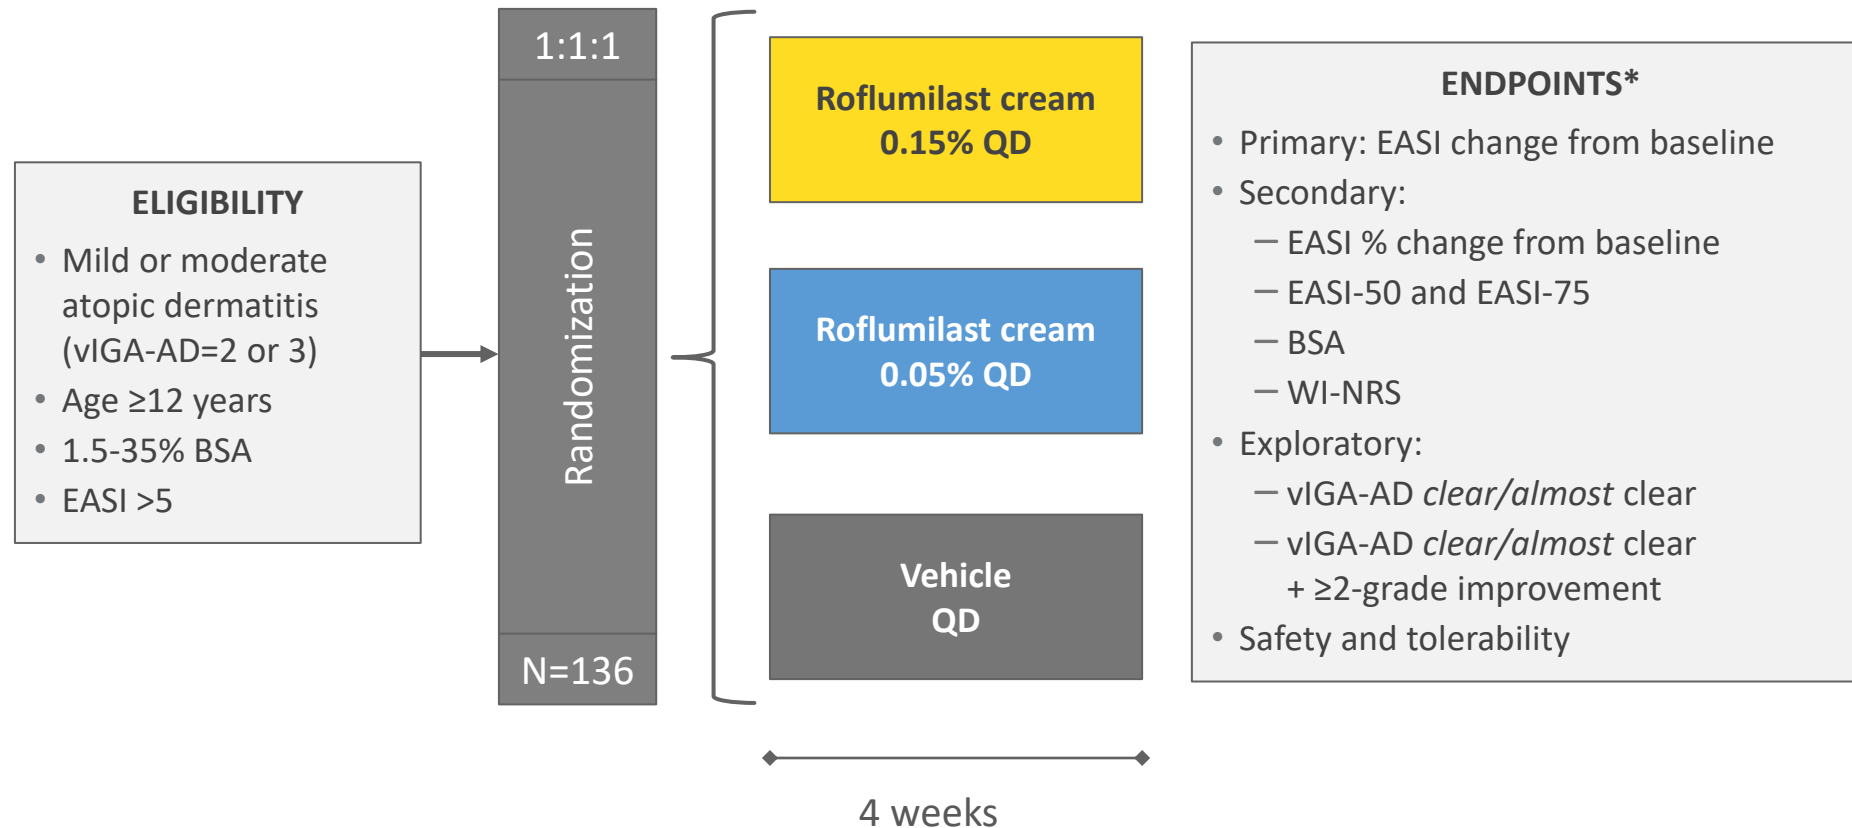 ELIGIBILITY
• Mild or moderate
atopic dermatitis
(vIGA-AD=2 or 3)
• Age ≥12 years
• 1.5-35% BSA
• EASI >5
1:1:1
Randomization
N=136
Roflumilast cream
0.15% QD
Roflumilast cream
0.05% QD
Vehicle
QD
4 weeks
ENDPOINTS*
• Primary: EASI change from baseline
• Secondary:
— EASI % change from baseline
— EASI-50 and EASI-75
— BSA
— WI-NRS
• Exploratory:
— vIGA-AD clear/almost clear
— vIGA-AD clear/almost clear
+ ≥2-grade improvement
• Safety and tolerability